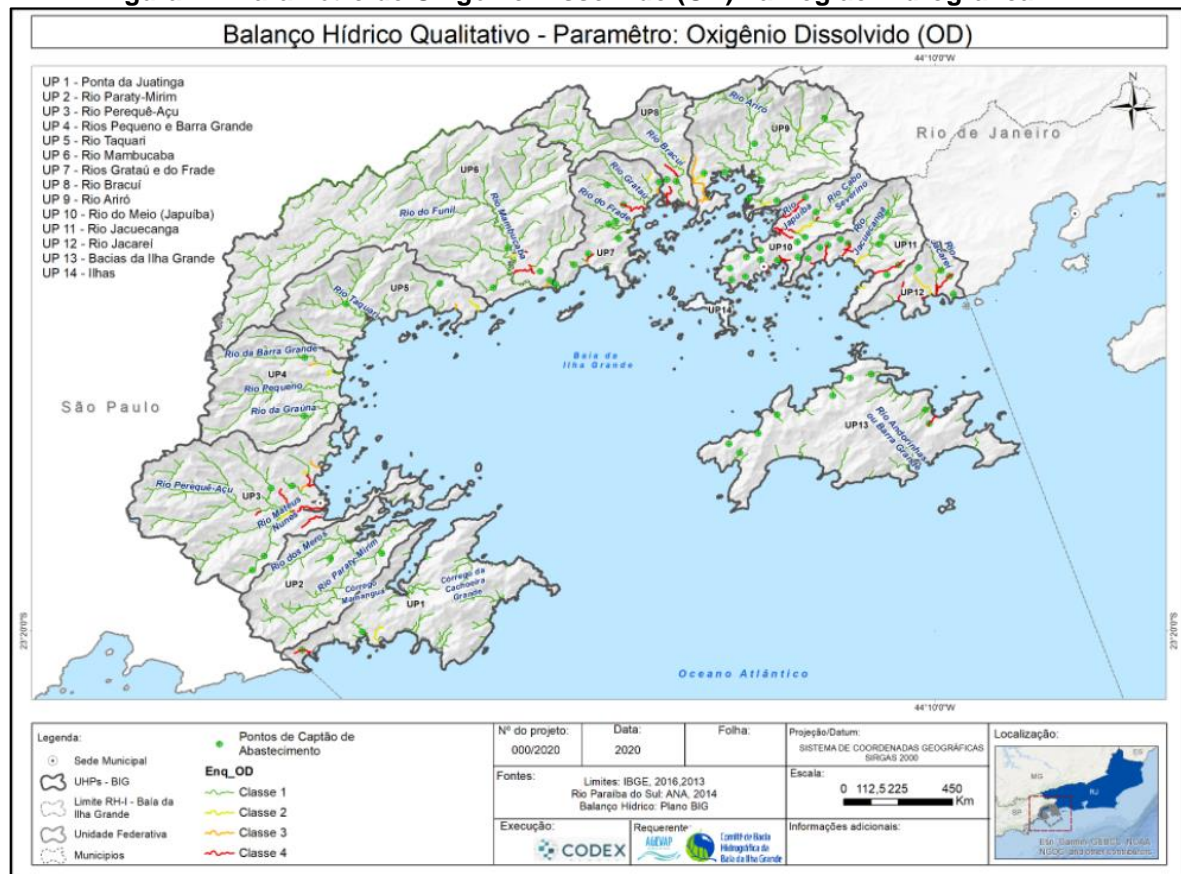 Balanço Hídrico Qualitativo - Paramêtro: Oxigênio Dissolvido (OD)
44°10'0"W
UP 1 - Ponta da Juatinga
UP 2 - Rio Paraty-Mirim
UP 3 - Rio Perequê-Açu
UP 4 - Rios Pequeno e Barra Grande
UP 5 - Rio Taquari
UP 6 - Rio Mambucaba
UP 7 - Rios Grataú e do Frade
UP 8 - Rio Bracuí
UP 9 - Rio Ariró
UP 10 - Rio do Meio (Japuíba)
UP 11 - Rio Jacuecanga
UP 12 - Rio Jacareí
UP 13 - Bacias da Ilha Grande
UP 14 - Ilhas
N
Rio de Janeiro
São Paulo
Rio Ariró
UP8
UP9
Rio Bracuí
UP6
Rio Grataú
Rio do Frade
Rio Cabo Severino
Rio Japuíba
Rio do Funil
Rio Mambucaba
Rio Jacuecanga
UP7
UP10
UP11
Rio Jacareí
UP5
Rio Taquari
UP12
UP14
Rio da Barra Grande
UP4
Rio Pequeno
Rio da Graúna
Baía da
Ilha Grande
UP13
Rio Andorinhas
ou Barra Grande
Rio Perequê-Açu
UP3
Rio Mateus
Nunes
Rio dos Meros
UP2
Rio Paraty-Mirim
Córrego
Mamanguá
Córrego da
Cachoeira
Grande
UP1
23°20'0"S
23°20'0"S
Oceano Atlântico
44°10'0"W
Legenda:
Sede Municipal
UHPs - BIG
Limite RH-I - Baía da
Ilha Grande
Unidade Federativa
Municipios
Pontos de Captão de
Abastecimento
Enq_OD
Classe 1
Classe 2
Classe 3
Classe 4
Nº do projeto:
000/2020
Data:
2020
Folha:
Fontes:
Limites: IBGE, 2016,2013
Rio Paraíba do Sul: ANA, 2014
Balanço Hídrico: Plano BIG
Execução:
CODEX
Requerente:
AGEVAP
Comitê de Bacia
Hidrográfica da
Baía da Ilha Grande
Projeção/Datum:
SISTEMA DE COORDENADAS GEOGRÁFICAS
SIRGAS 2000
Escala:
0 112,5 225 450
Km
Informações adicionais:
Localização:
MG
ES
RJ
SP
Esri, Garmin, GEBCO, NOAA
NGDC, and other contributors